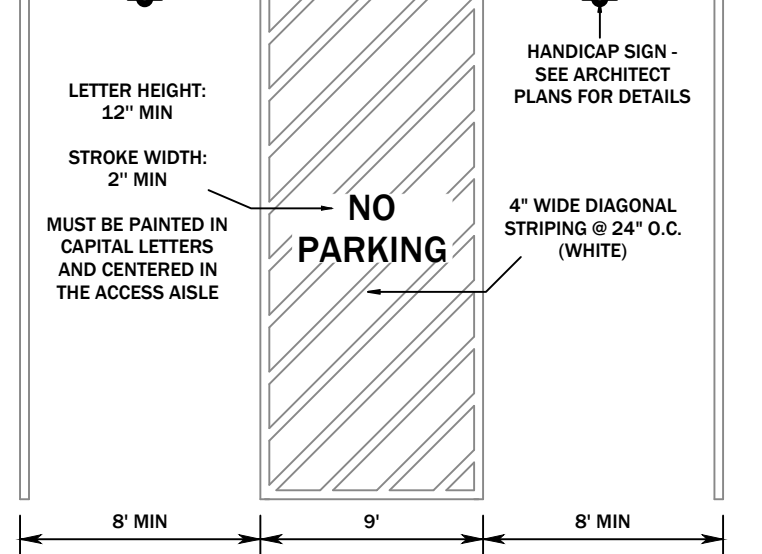 HANDICAP SIGN -
SEE ARCHITECT
PLANS FOR DETAILS
LETTER HEIGHT:
12" MIN
STROKE WIDTH:
2" MIN
MUST BE PAINTED IN
CAPITAL LETTERS
AND CENTERED IN
THE ACCESS AISLE
NO
PARKING
4" WIDE DIAGONAL
STRIPING @ 24" O.C.
(WHITE)
8' MIN
9'
8' MIN